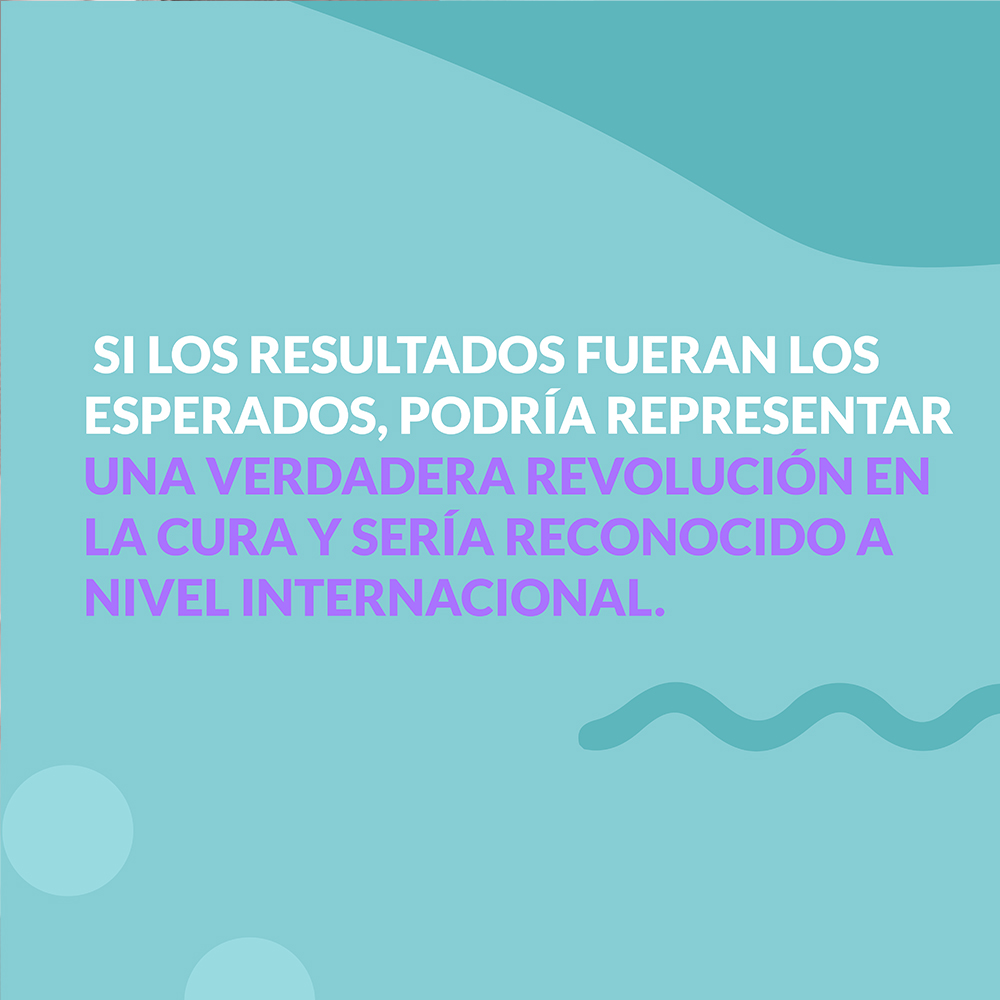 SI LOS RESULTADOS FUERAN LOS
ESPERADOS, PODRÍA REPRESENTAR
UNA VERDADERA REVOLUCIÓN EN
LA CURA Y SERÍA RECONOCIDO A
NIVEL INTERNACIONAL.